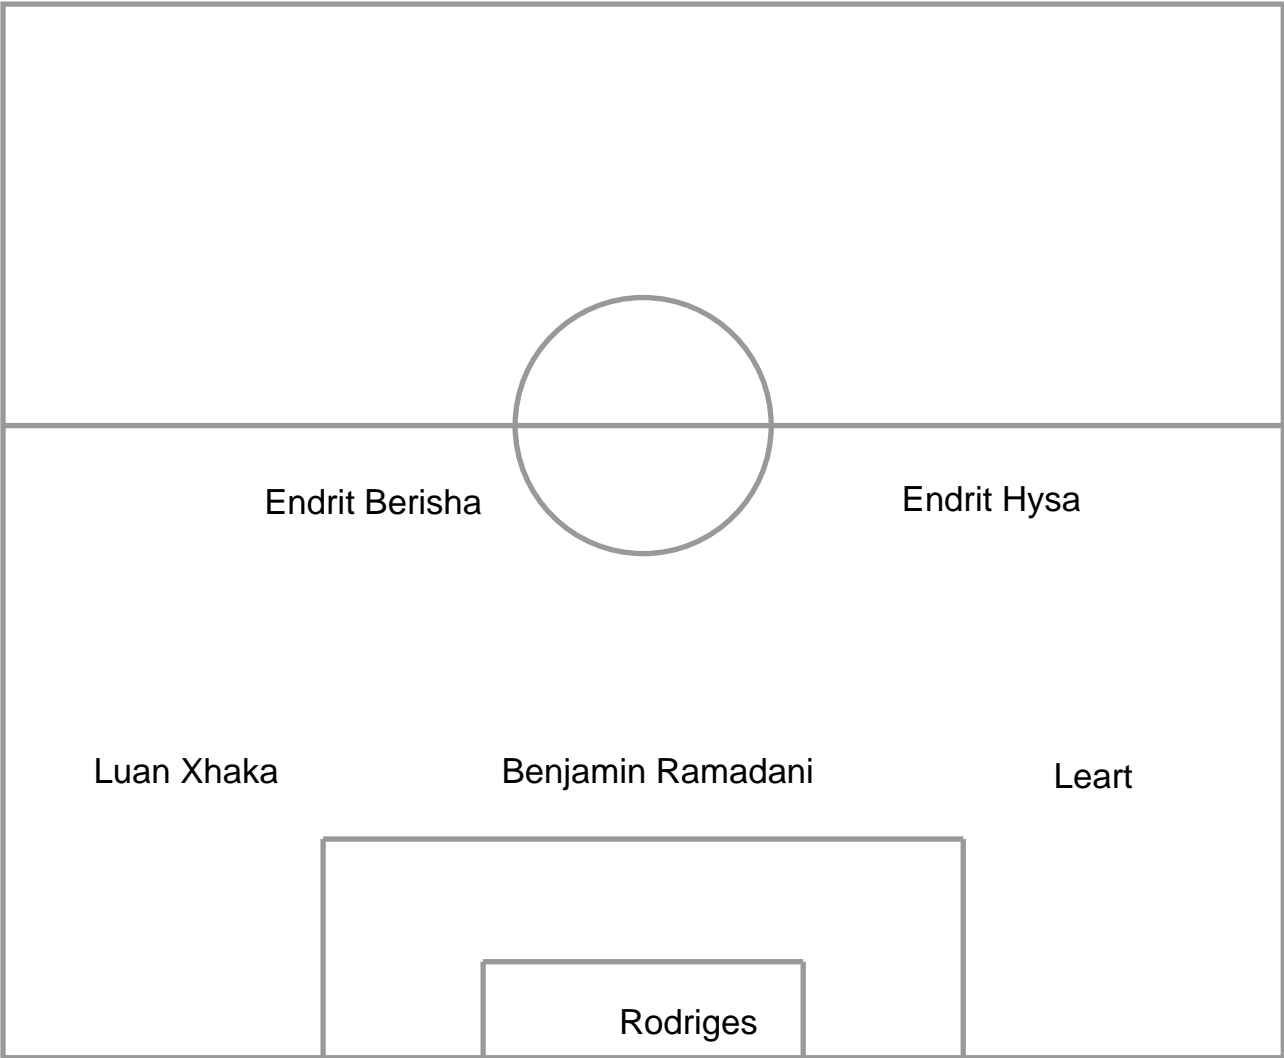 Endrit Berisha
Endrit Hysa
Luan Xhaka
Benjamin Ramadani
Leart
Rodriges